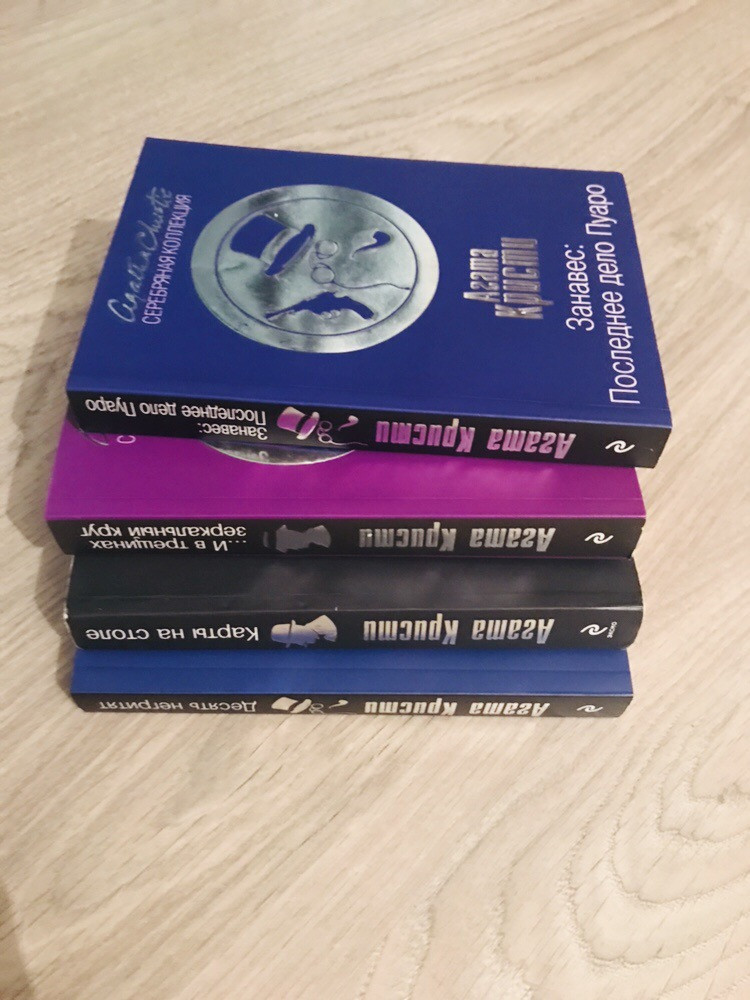 Agatha Christie
СЕРЕБРЯНАЯ КОЛЛЕКЦИЯ
Агата
Кристи
Занавес:
Последнее дело Пуаро
Занавес:
Последнее дело Пуаро
Агата Кристи
...И в трещинах
зеркальный круг
Агата Кристи
Карты на столе
Агата Кристи
эксмо
Десять негритят
Агата Кристи